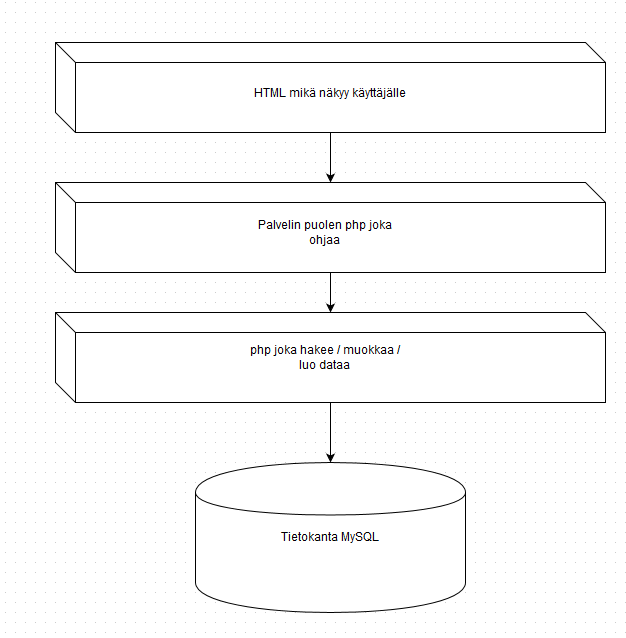 HTML mikä näkyy käyttäjälle
Palvelin puolen php joka
ohjaa
php joka hakee / muokkaa /
luo dataa
Tietokanta MySQL